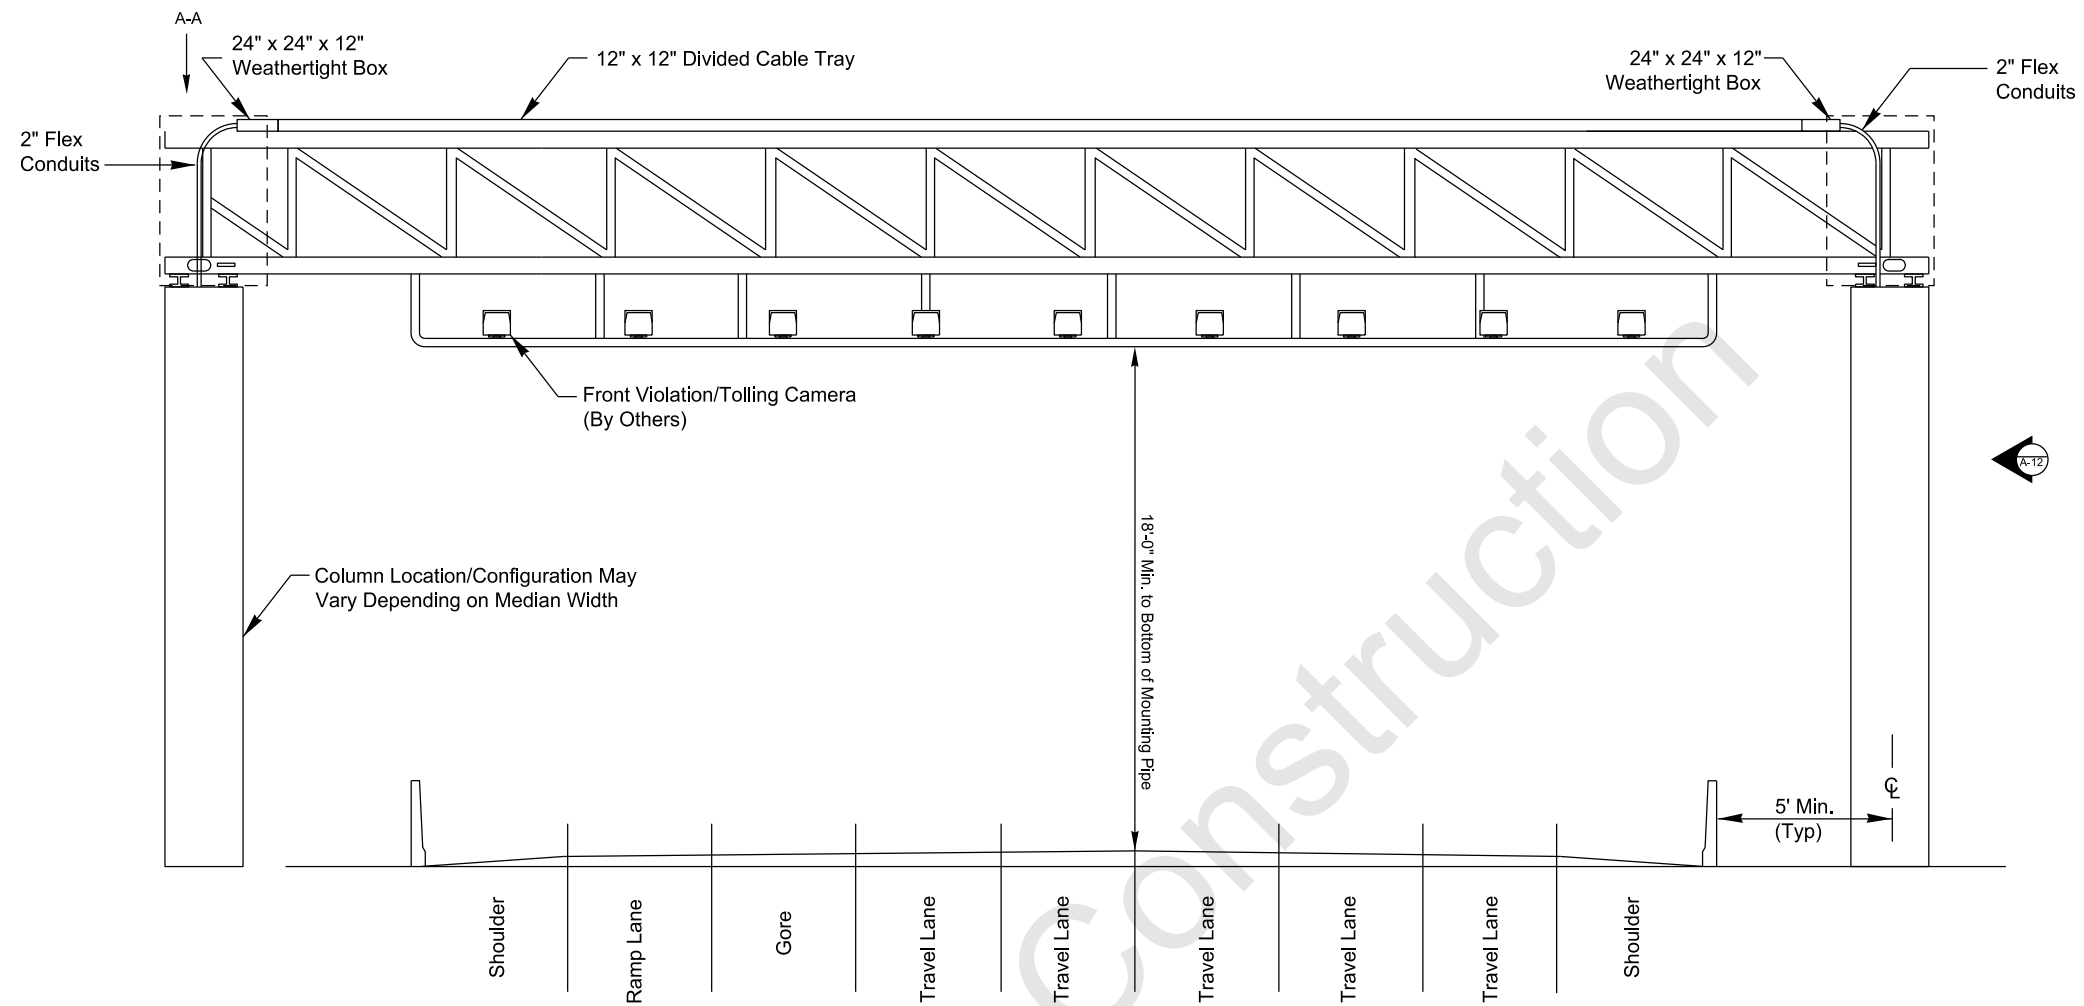 A-A
24" x 24" x 12"
Weathertight Box
12" x 12" Divided Cable Tray
24" x 24" x 12"
Weathertight Box
2" Flex
Conduits
2" Flex
Conduits
Front Violation/Tolling Camera
(By Others)
A-12
18'-0" Min. to Bottom of Mounting Pipe
Column Location/Configuration May
Vary Depending on Median Width
℄
5' Min.
(Typ)
Shoulder
Ramp Lane
Gore
Travel Lane
Travel Lane
Travel Lane
Travel Lane
Travel Lane
Shoulder
Construction